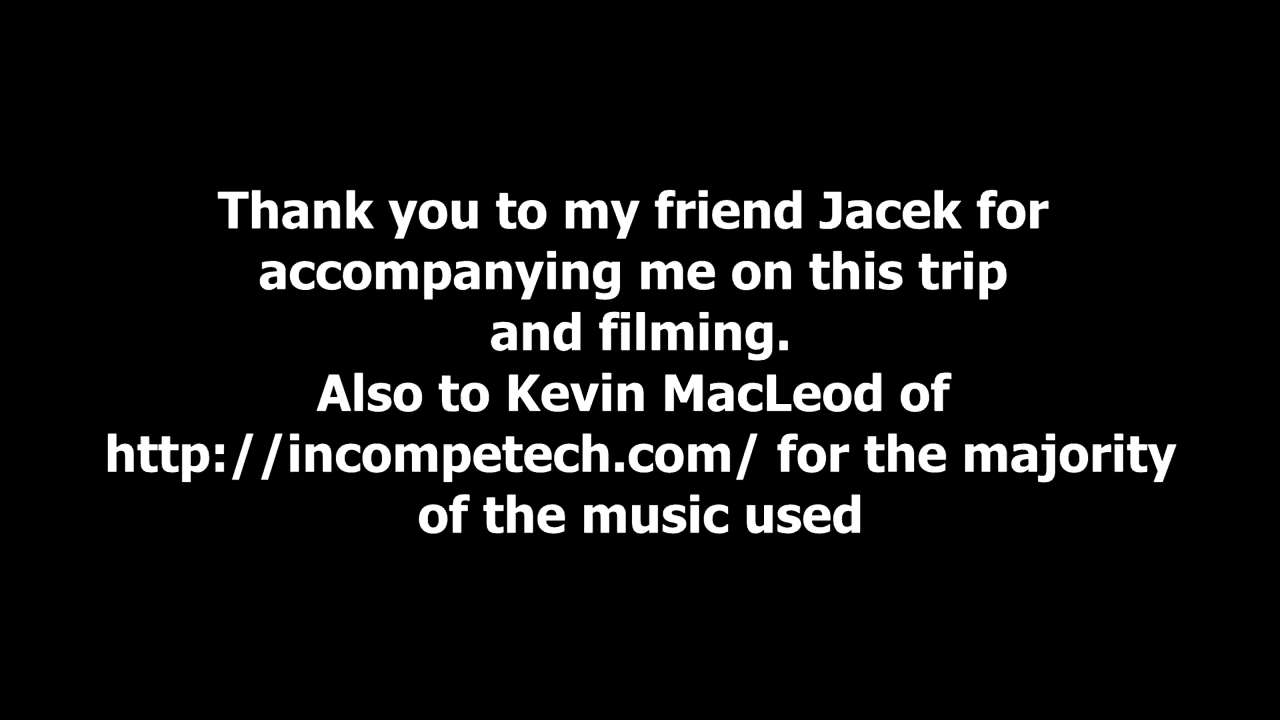 Thank you to my friend Jacek for
accompanying me on this trip
and filming.
Also to Kevin MacLeod of
http://incompetech.com/ for the majority
of the music used